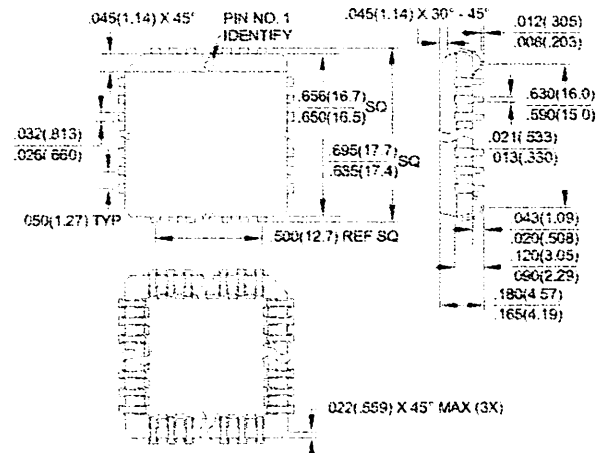 .045(1.14) X 45°
PIN NO. 1
IDENTIFY
.045(1.14) X 30° - 45°
.012(.305)
.006(.203)
.656(16.7)
.650(16.5)
SQ
.630(16.0)
.590(15.0)
.032(.813)
.026(.660)
.021(.533)
.013(.330)
.695(17.7)
.685(17.4)
SQ
.050(1.27) TYP
.500(12.7) REF SQ
.043(1.09)
.020(.508)
.120(3.05)
.090(2.29)
.180(4.57)
.165(4.19)
.022(.559) X 45° MAX (3X)